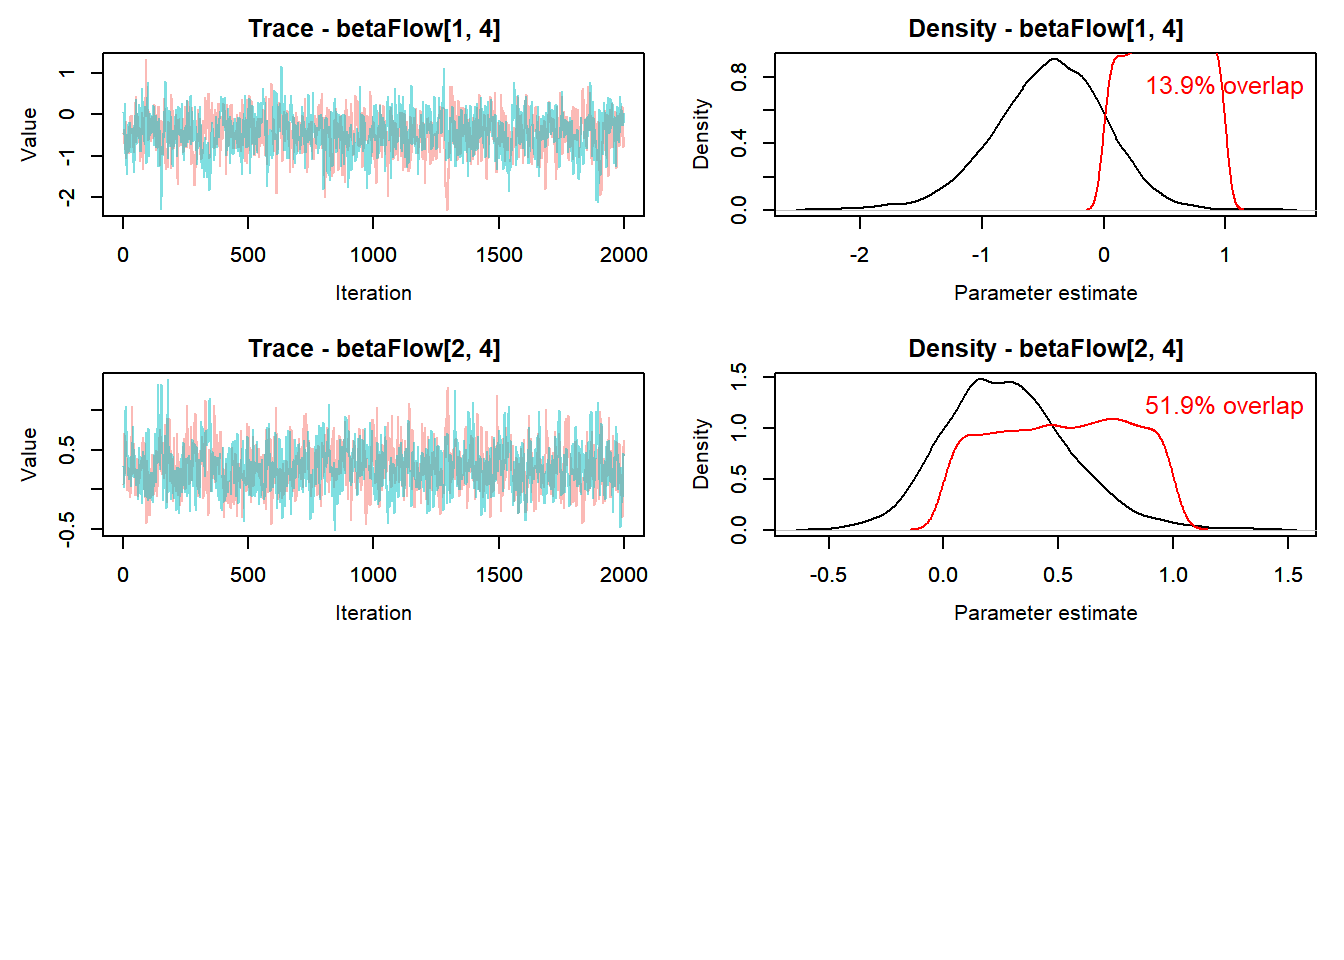 Trace - betaFlow[1, 4]
Value
1
0
-1
-2
0
500
1000
1500
2000
Iteration
Density - betaFlow[1, 4]
13.9% overlap
Density
0.8
0.4
0.0
-2
-1
0
1
Parameter estimate
Trace - betaFlow[2, 4]
Value
0.5
-0.5
0
500
1000
1500
2000
Iteration
Density - betaFlow[2, 4]
51.9% overlap
Density
1.5
1.0
0.5
0.0
-0.5
0.0
0.5
1.0
1.5
Parameter estimate